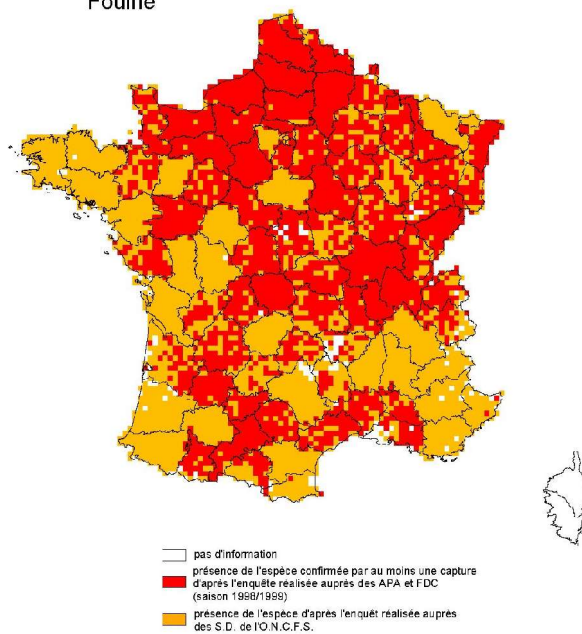 Fouine
pas d'information
présence de l'espèce confirmée par au moins une capture
d'après l'enquête réalisée auprès des APA et FDC
(saison 1998/1999)
présence de l'espèce d'après l'enquêt réalisée auprès
des S.D. de l'O.N.C.F.S.